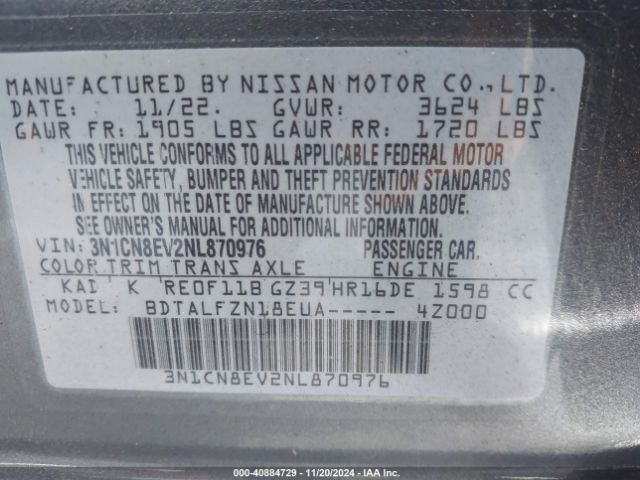 MANUFACTURED BY NISSAN MOTOR CO., LTD.
DATE: 11/22. GVWR: 3624 LBS
GAWR FR: 1905 LBS GAWR RR: 1720 LBS
THIS VEHICLE CONFORMS TO ALL APPLICABLE FEDERAL MOTOR
VEHICLE SAFETY, BUMPER AND THEFT PREVENTION STANDARDS
IN EFFECT ON THE DATE OF MANUFACTURE SHOWN ABOVE.
SEE OWNER'S MANUAL FOR ADDITIONAL INFORMATION.
VIN: 3N1CN8EV2NL870976 PASSENGER CAR.
COLOR TRIM TRANS AXLE ENGINE
KAD K RE0F11B GZ39 HR16DE 1598 CC
MODEL: BDTALFZN18EUA----- 4Z000
3N1CN8EV2NL870976
000-40884729 - 11/20/2024 - IAA Inc.